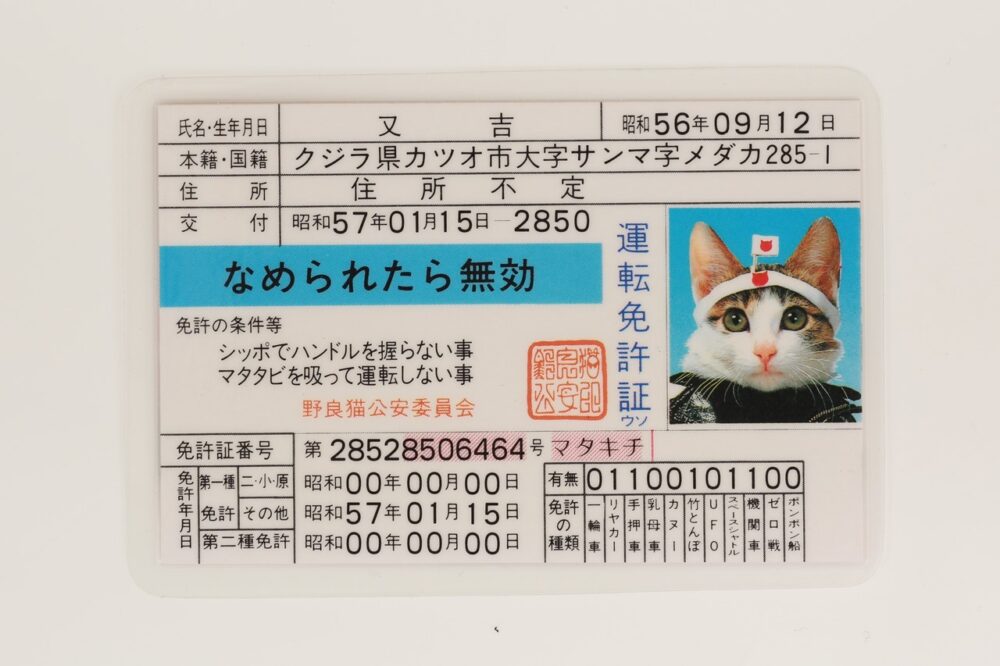 氏名・生年月日 又吉 昭和56年09月12日
本籍・国籍 クジラ県カツオ市大字サンマ字メダカ285-1
住所 住所不定
交付 昭和57年01月15日-2850
なめられたら無効
免許の条件等
シッポでハンドルを握らない事
マタタビを吸って運転しない事
野良猫公安委員会
運転免許証
ウソ
免許証番号 第28528506464号 マタキチ
免許年月日
第一種免許 二・小・原 昭和00年00月00日
その他 昭和57年01月15日
第二種免許 昭和00年00月00日
有無 01100101100
免許の種類
一輪車
リヤカー
手押車
乳母車
カヌー
竹とんぼ
UFO
スペースシャトル
機関車
ゼロ戦
ポンポン船